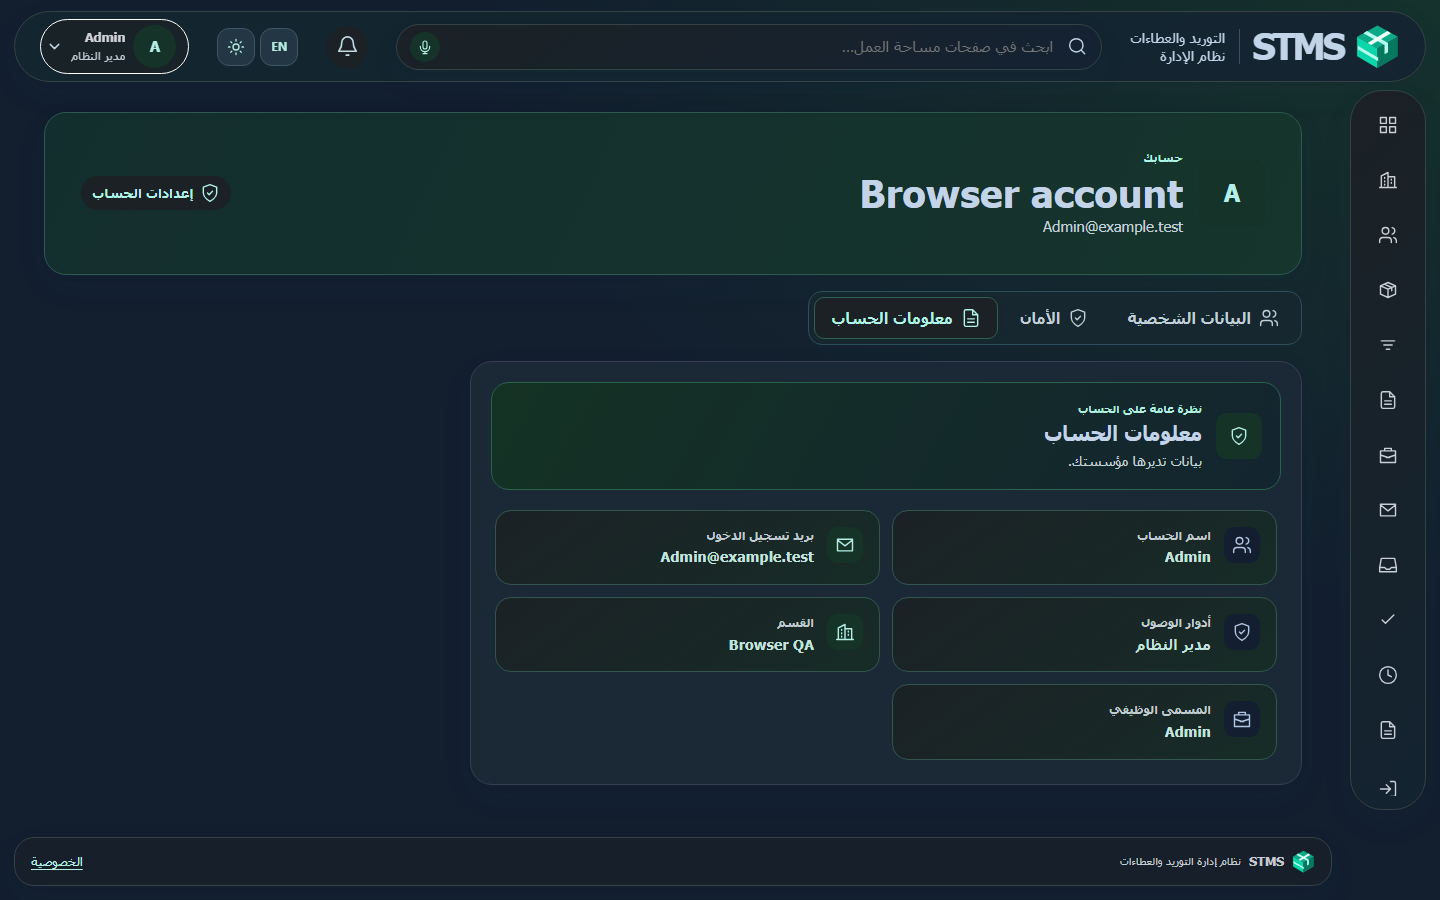 STMS
التوريد والعطاءات
نظام الإدارة
ابحث في صفحات مساحة العمل...
EN
A
Admin
مدير النظام
حسابك
A
Browser account
Admin@example.test
إعدادات الحساب
البيانات الشخصية
الأمان
معلومات الحساب
نظرة عامة على الحساب
معلومات الحساب
بيانات تديرها مؤسستك.
اسم الحساب
Admin
بريد تسجيل الدخول
Admin@example.test
أدوار الوصول
مدير النظام
القسم
Browser QA
المسمى الوظيفي
Admin
STMS نظام إدارة التوريد والعطاءات
الخصوصية